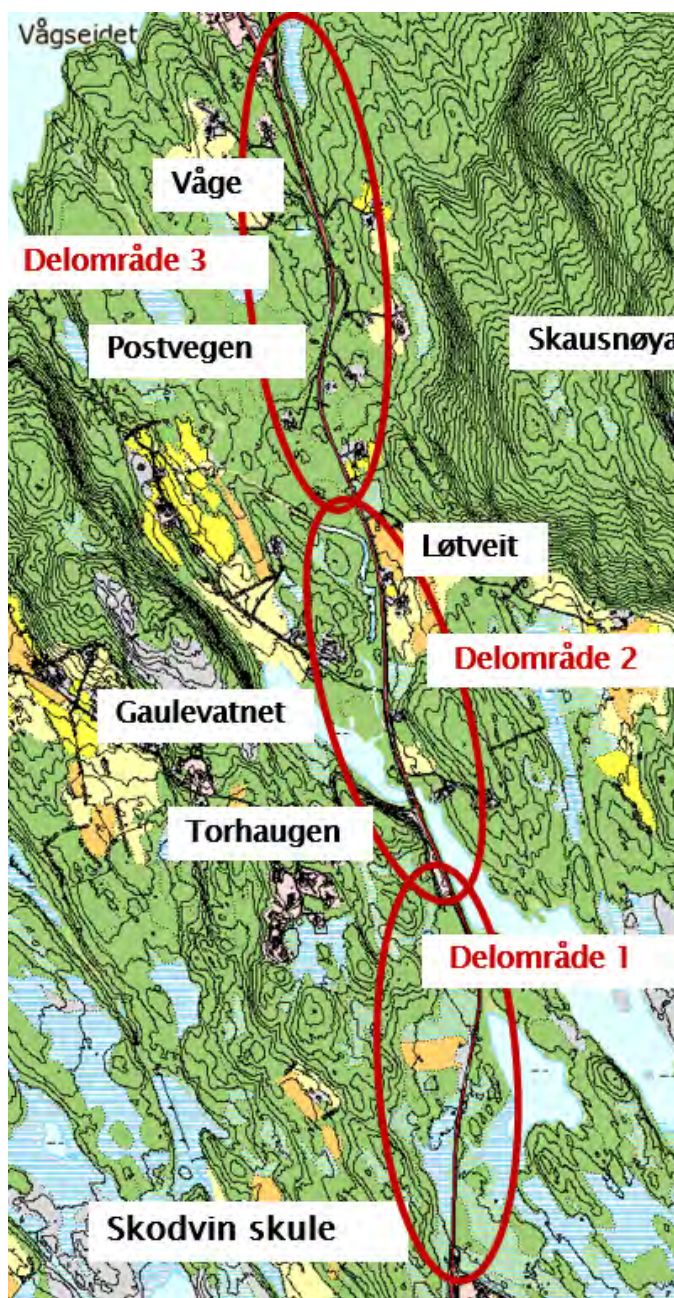 Vågseidet
Våge
Delområde 3
Postvegen
Skausnøya
Løtveit
Delområde 2
Gaulevatnet
Torhaugen
Delområde 1
Skodvin skule